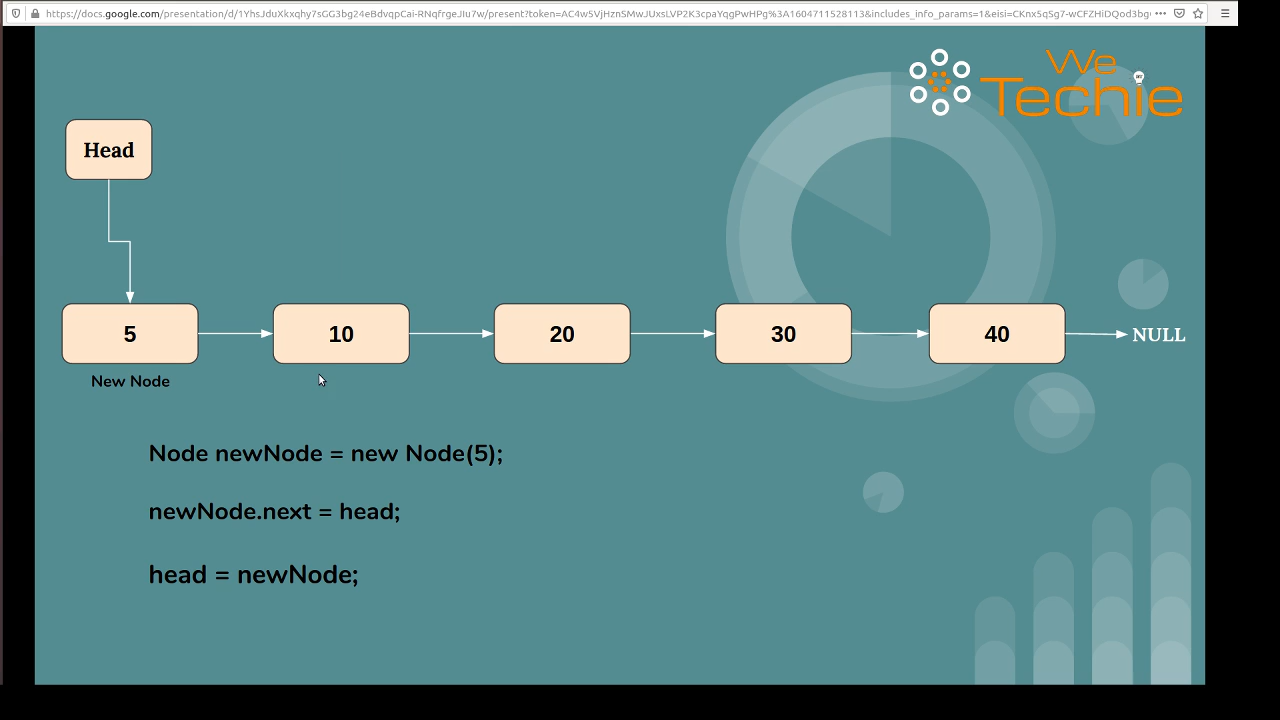 We
Techie
Head
5
10
20
30
40
NULL
New Node
Node newNode = new Node(5);
newNode.next = head;
head = newNode;